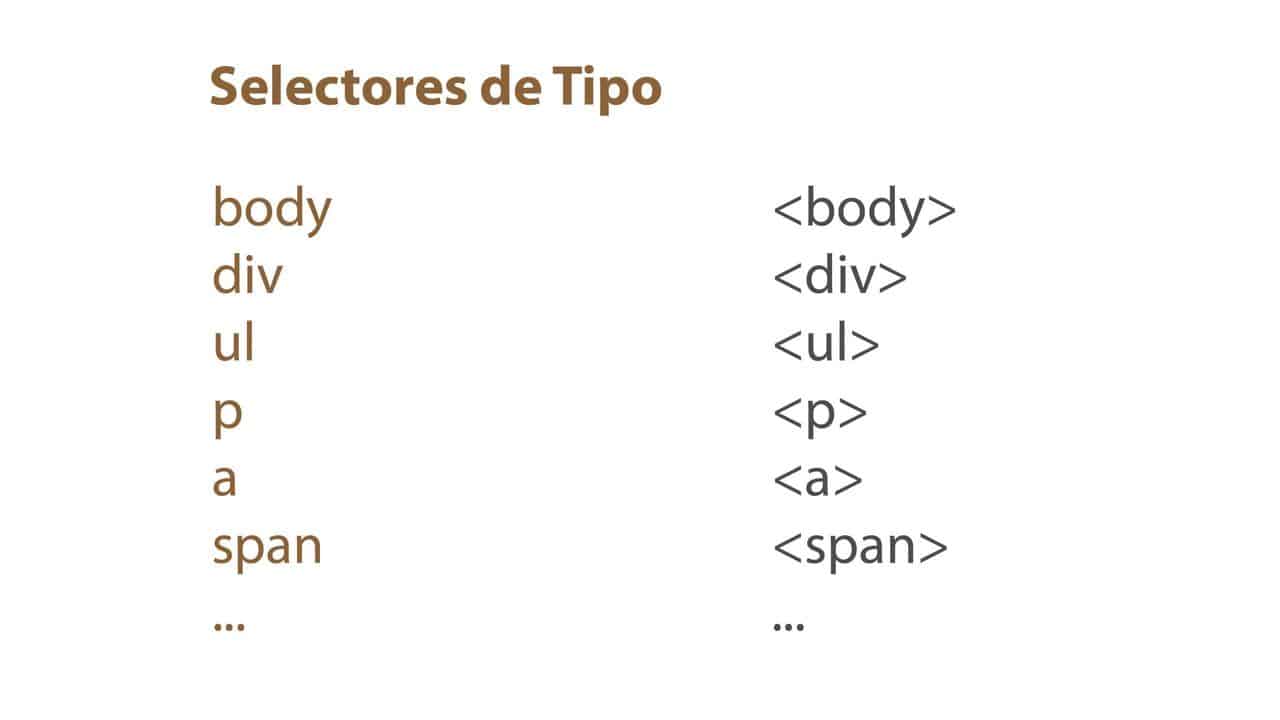 Selectores de Tipo
body <body>
div <div>
ul <ul>
p <p>
a <a>
span <span>
... ...